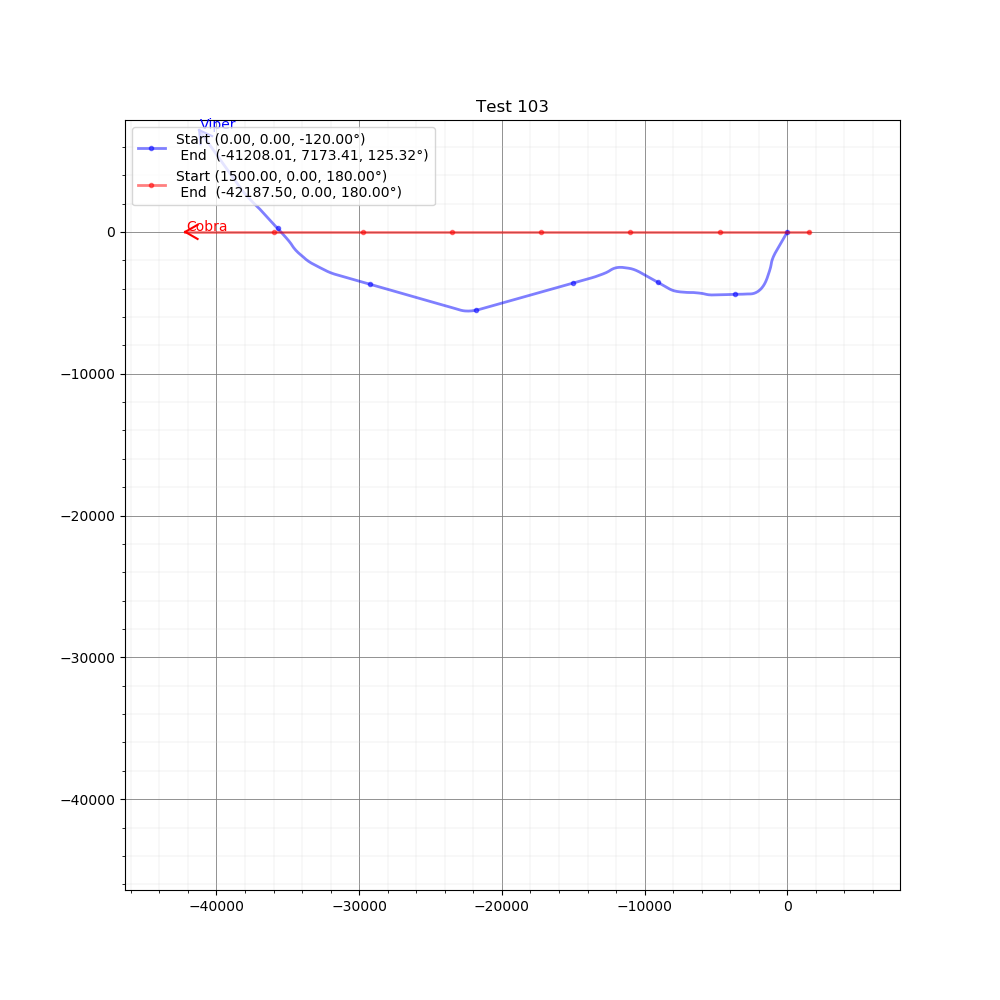 Test 103
Viper
Start (0.00, 0.00, -120.00°)
End  (-41208.01, 7173.41, 125.32°)
Start (1500.00, 0.00, 180.00°)
End  (-42187.50, 0.00, 180.00°)
Cobra
0
−10000
−20000
−30000
−40000
−40000 −30000 −20000 −10000 0